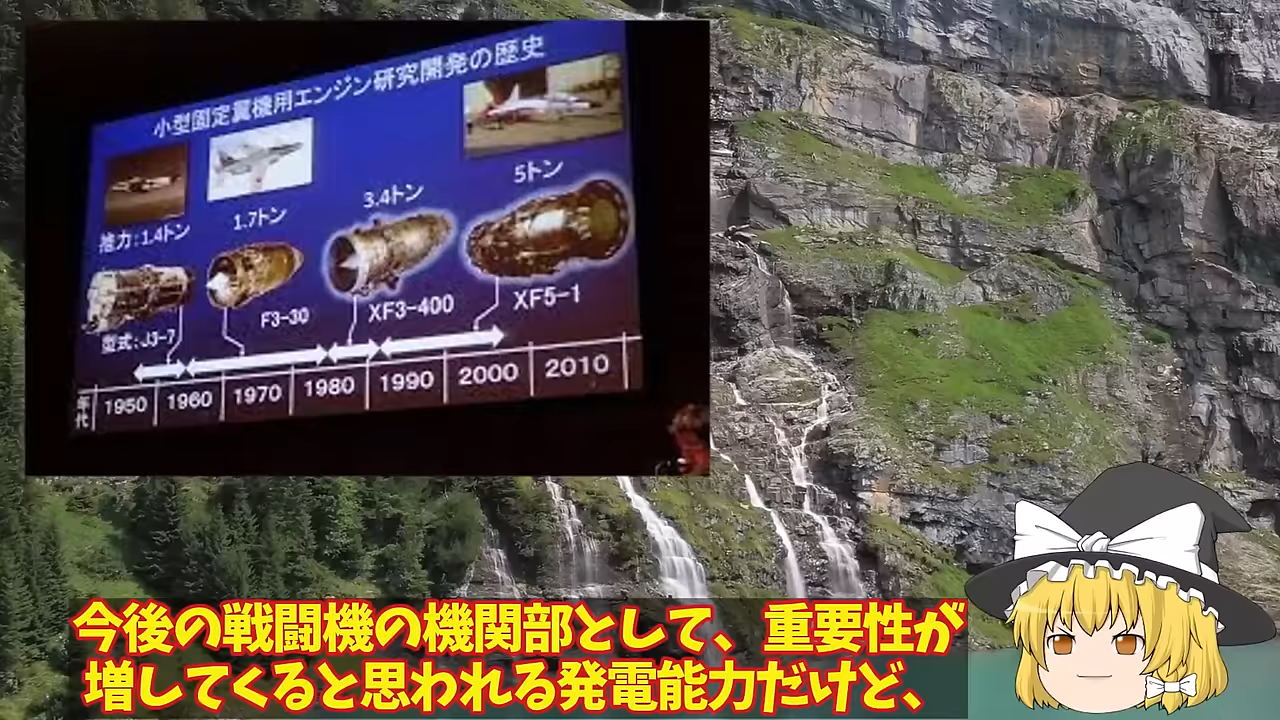 小型固定翼機用エンジン研究開発の歴史
推力:1.4トン
1.7トン
3.4トン
5トン
型式:J3-7
F3-30
XF3-400
XF5-1
年代
1950
1960
1970
1980
1990
2000
2010
今後の戦闘機の機関部として、重要性が
増してくると思われる発電能力だけど、